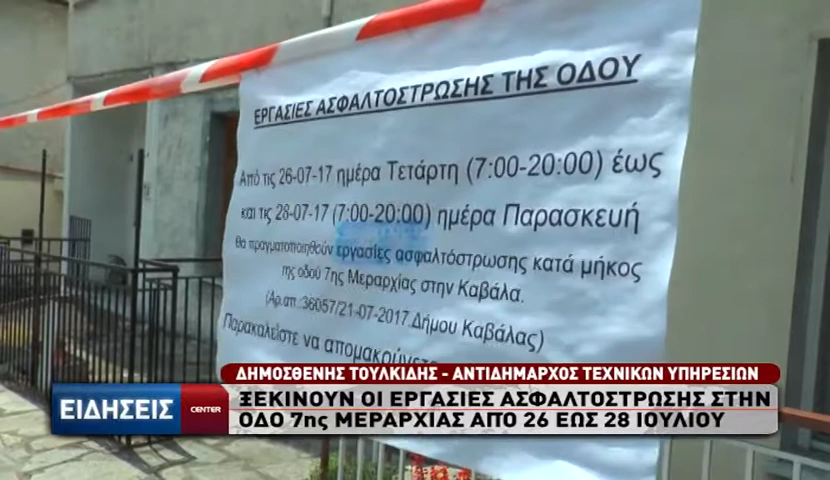 ΕΡΓΑΣΙΕΣ ΑΣΦΑΛΤΟΣΤΡΩΣΗΣ ΤΗΣ ΟΔΟΥ
Από τις 26-07-17 ημέρα Τετάρτη (7:00-20:00) έως
και τις 28-07-17 (7:00-20:00) ημέρα Παρασκευή
θα πραγματοποιηθούν εργασίες ασφαλτόστρωσης κατά μήκος
της οδού 7ης Μεραρχίας στην Καβάλα.
(Αρ.απ.:36057/21-07-2017 Δήμου Καβάλας)
Παρακαλείστε να απομακρύνετε
ΔΗΜΟΣΘΕΝΗΣ ΤΟΥΛΚΙΔΗΣ - ΑΝΤΙΔΗΜΑΡΧΟΣ ΤΕΧΝΙΚΩΝ ΥΠΗΡΕΣΙΩΝ
ΕΙΔΗΣΕΙΣ CENTER
ΞΕΚΙΝΟΥΝ ΟΙ ΕΡΓΑΣΙΕΣ ΑΣΦΑΛΤΟΣΤΡΩΣΗΣ ΣΤΗΝ
ΟΔΟ 7ης ΜΕΡΑΡΧΙΑΣ ΑΠΟ 26 ΕΩΣ 28 ΙΟΥΛΙΟΥ